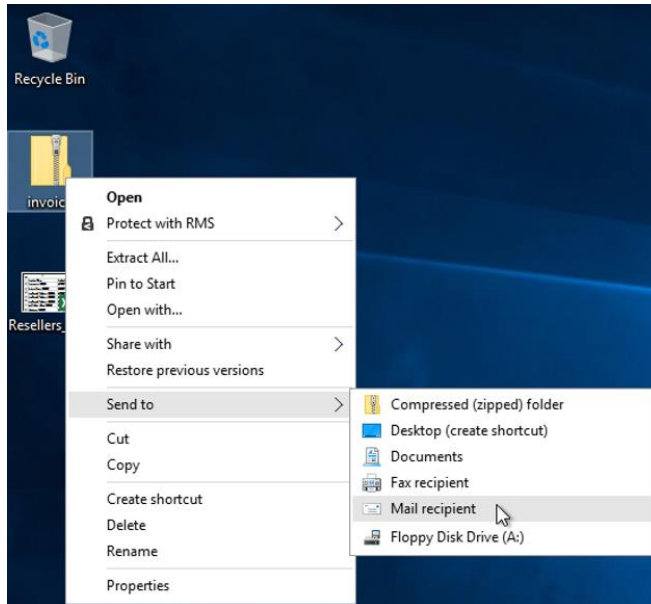 Recycle Bin
invoic
Resellers_
Open
Protect with RMS
Extract All...
Pin to Start
Open with...
Share with
Restore previous versions
Send to
Cut
Copy
Create shortcut
Delete
Rename
Properties
Compressed (zipped) folder
Desktop (create shortcut)
Documents
Fax recipient
Mail recipient
Floppy Disk Drive (A:)